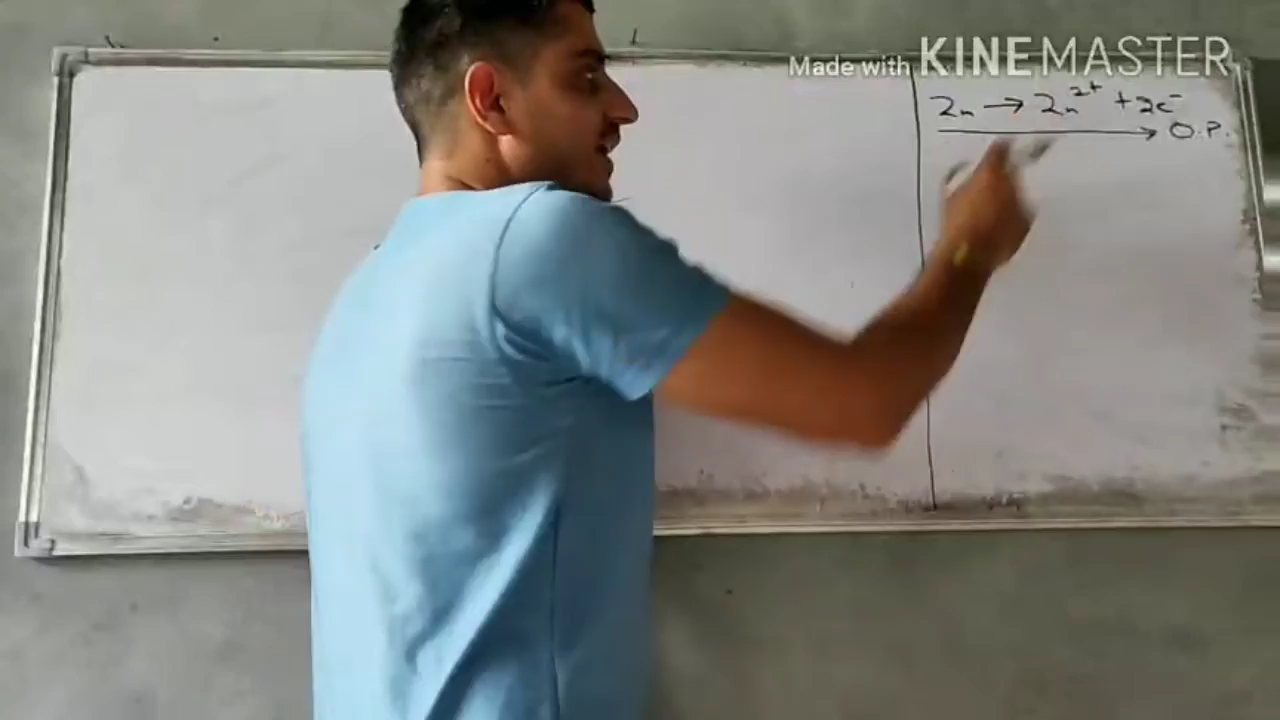 Made with KINEMASTER
Zn → Zn²⁺ + 2e⁻
→ O.P.